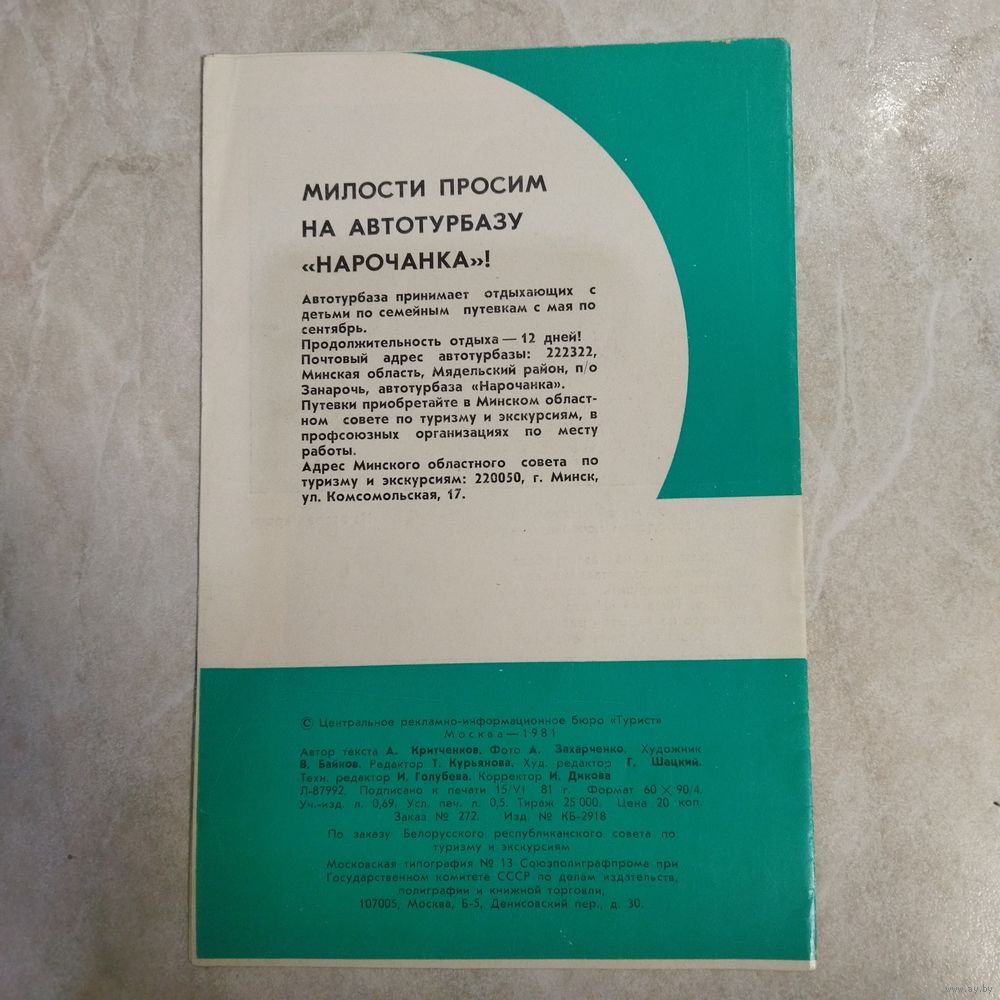 МИЛОСТИ ПРОСИМ
НА АВТОТУРБАЗУ
«НАРОЧАНКА»!
Автотурбаза принимает отдыхающих с
детьми по семейным путевкам с мая по
сентябрь.
Продолжительность отдыха — 12 дней!
Почтовый адрес автотурбазы: 222322,
Минская область, Мядельский район, п/о
Занарочь, автотурбаза «Нарочанка».
Путевки приобретайте в Минском област-
ном совете по туризму и экскурсиям, в
профсоюзных организациях по месту
работы.
Адрес Минского областного совета по
туризму и экскурсиям: 220050, г. Минск,
ул. Комсомольская, 17.
© Центральное рекламно-информационное бюро «Турист»
Москва — 1981
Автор текста А. Критченков. Фото А. Захарченко. Художник
В. Байков. Редактор Т. Курьянова. Худ. редактор Г. Шацкий.
Техн. редактор И. Голубева. Корректор И. Дикова
Л-87992. Подписано к печати 15/VI 81 г. Формат 60 × 90/4.
Уч.-изд. л. 0,69, Усл. печ. л. 0,5. Тираж 25 000. Цена 20 коп.
Заказ № 272. Изд. № КБ-2918
По заказу Белорусского республиканского совета по
туризму и экскурсиям
Московская типография № 13 Союзполиграфпрома при
Государственном комитете СССР по делам издательств,
полиграфии и книжной торговли,
107005, Москва, Б-5, Денисовский пер., д. 30.
www.ay.by